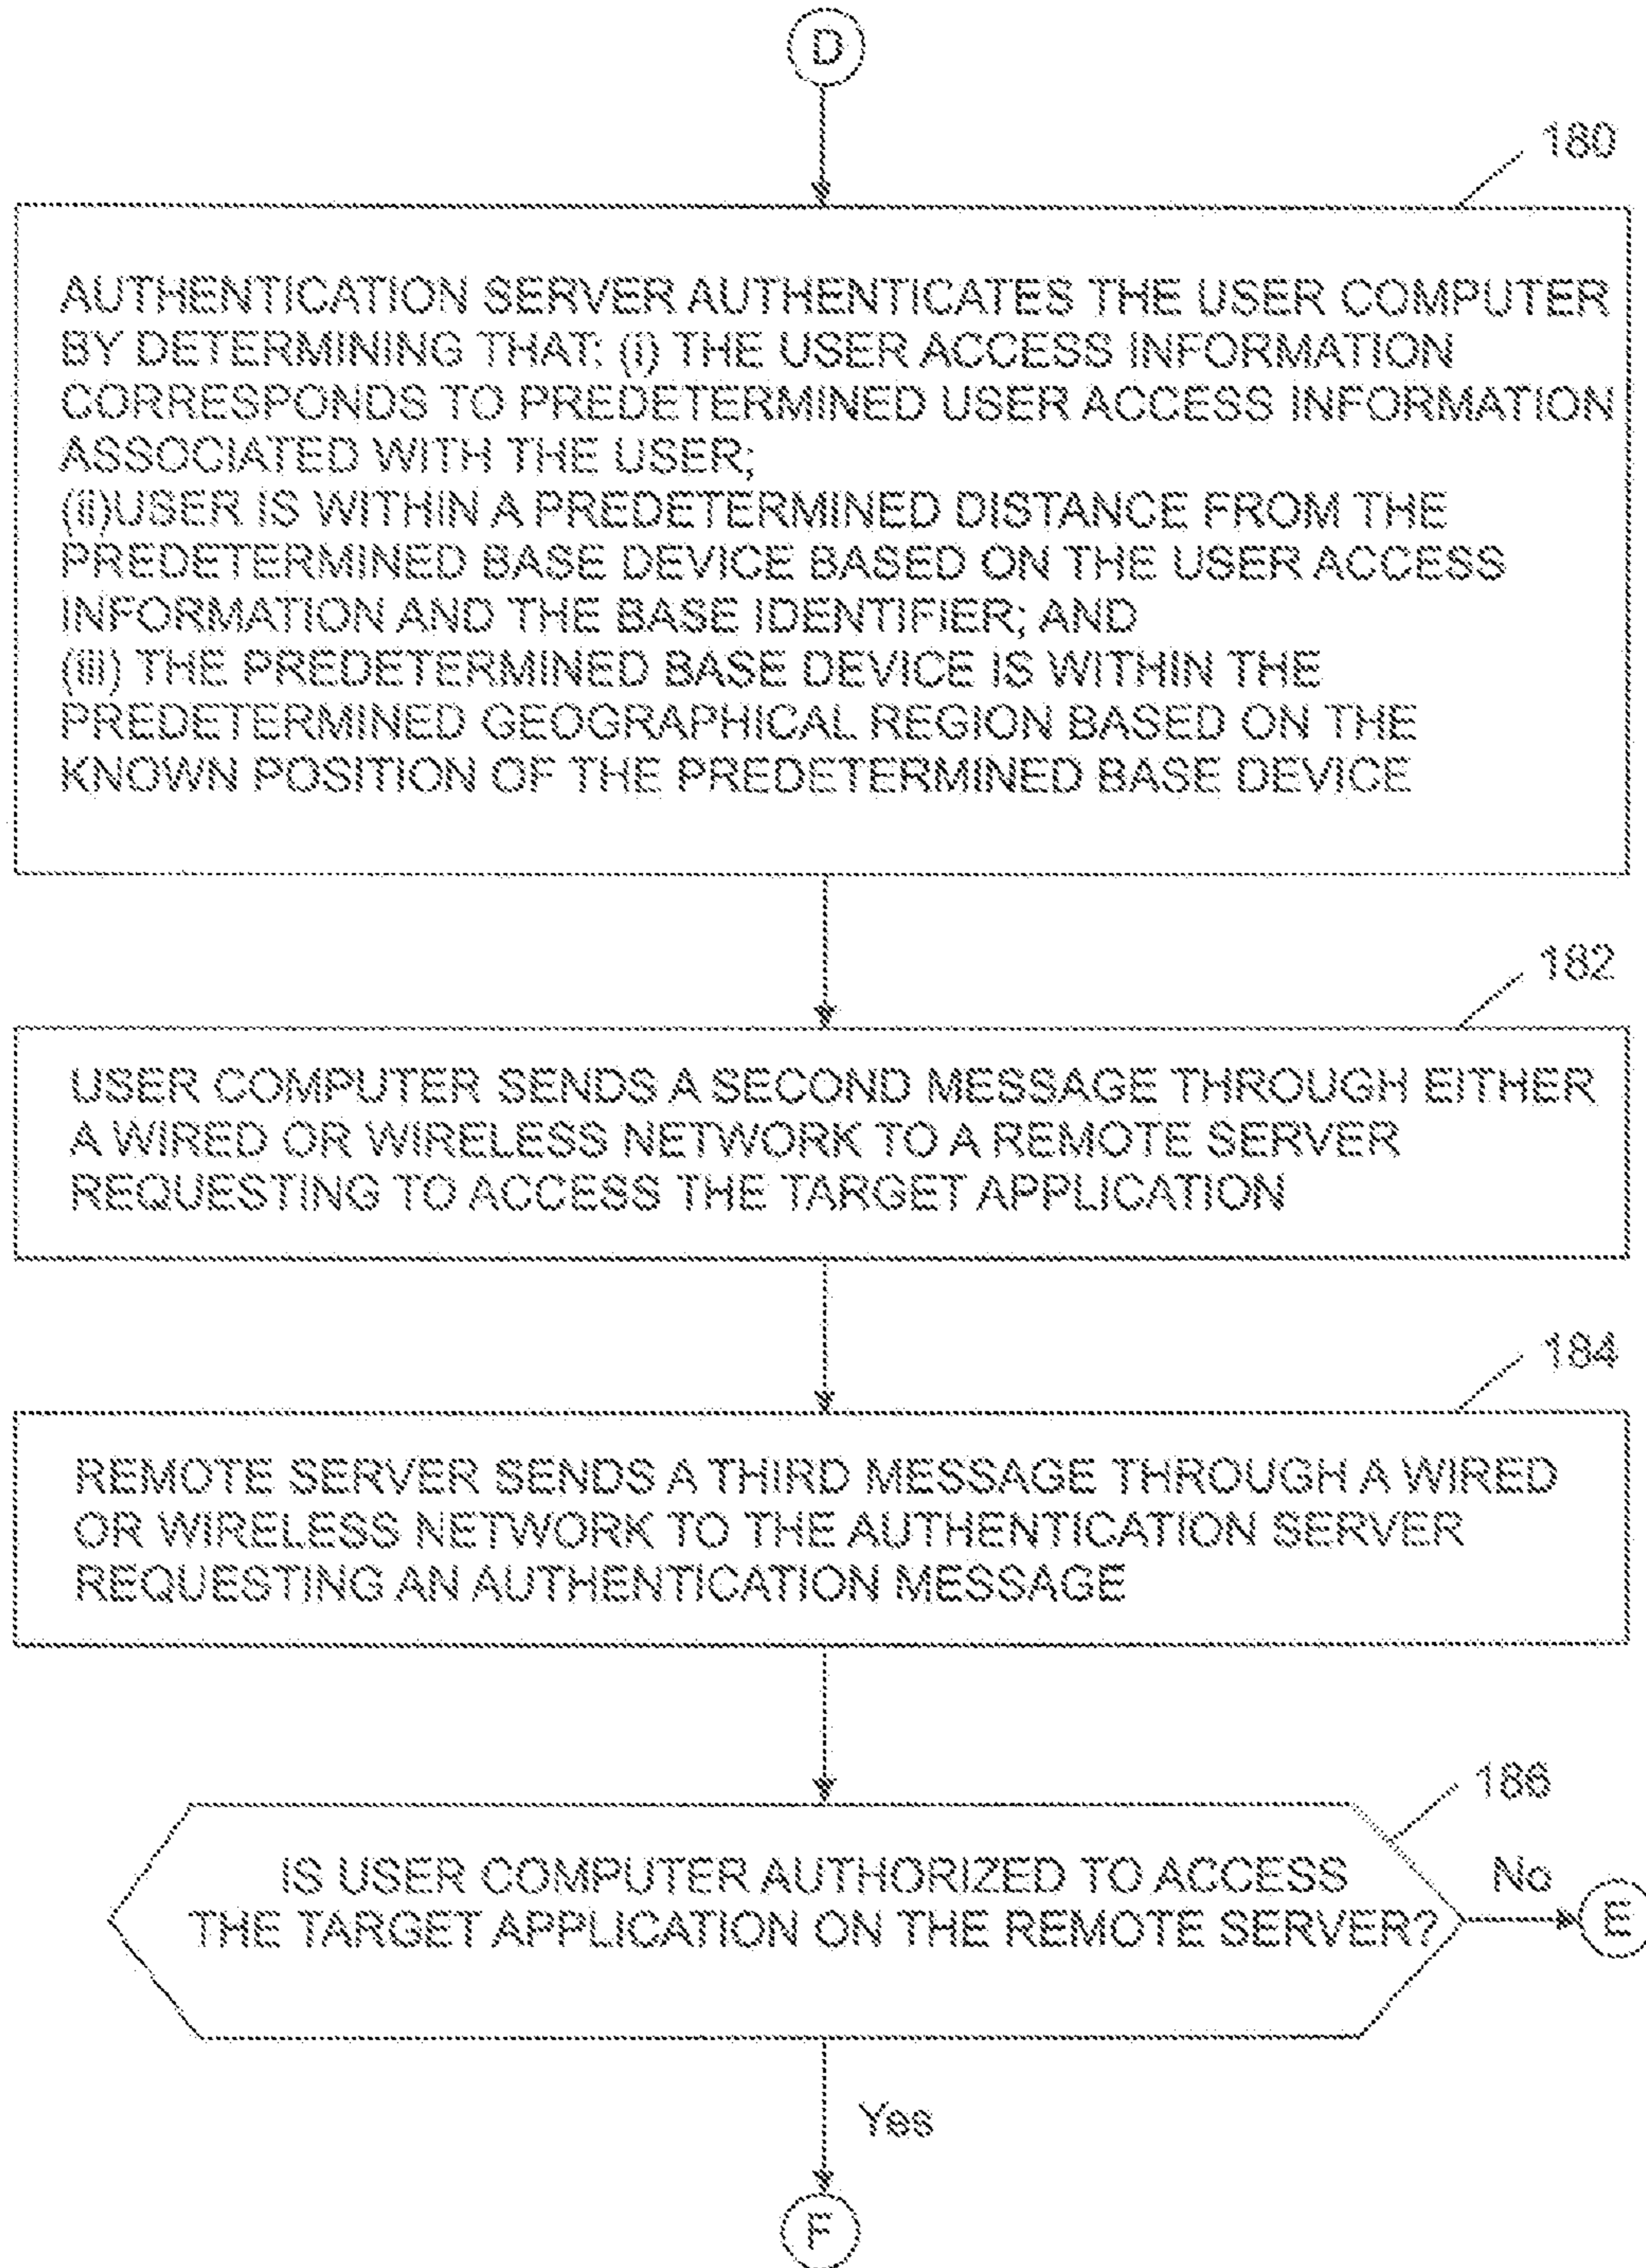 D
180
AUTHENTICATION SERVER AUTHENTICATES THE USER COMPUTER
BY DETERMINING THAT: (i) THE USER ACCESS INFORMATION
CORRESPONDS TO PREDETERMINED USER ACCESS INFORMATION
ASSOCIATED WITH THE USER;
(ii)USER IS WITHIN A PREDETERMINED DISTANCE FROM THE
PREDETERMINED BASE DEVICE BASED ON THE USER ACCESS
INFORMATION AND THE BASE IDENTIFIER; AND
(iii) THE PREDETERMINED BASE DEVICE IS WITHIN THE
PREDETERMINED GEOGRAPHICAL REGION BASED ON THE
KNOWN POSITION OF THE PREDETERMINED BASE DEVICE
182
USER COMPUTER SENDS A SECOND MESSAGE THROUGH EITHER
A WIRED OR WIRELESS NETWORK TO A REMOTE SERVER
REQUESTING TO ACCESS THE TARGET APPLICATION
184
REMOTE SERVER SENDS A THIRD MESSAGE THROUGH A WIRED
OR WIRELESS NETWORK TO THE AUTHENTICATION SERVER
REQUESTING AN AUTHENTICATION MESSAGE
186
IS USER COMPUTER AUTHORIZED TO ACCESS
THE TARGET APPLICATION ON THE REMOTE SERVER?
No
E
Yes
F